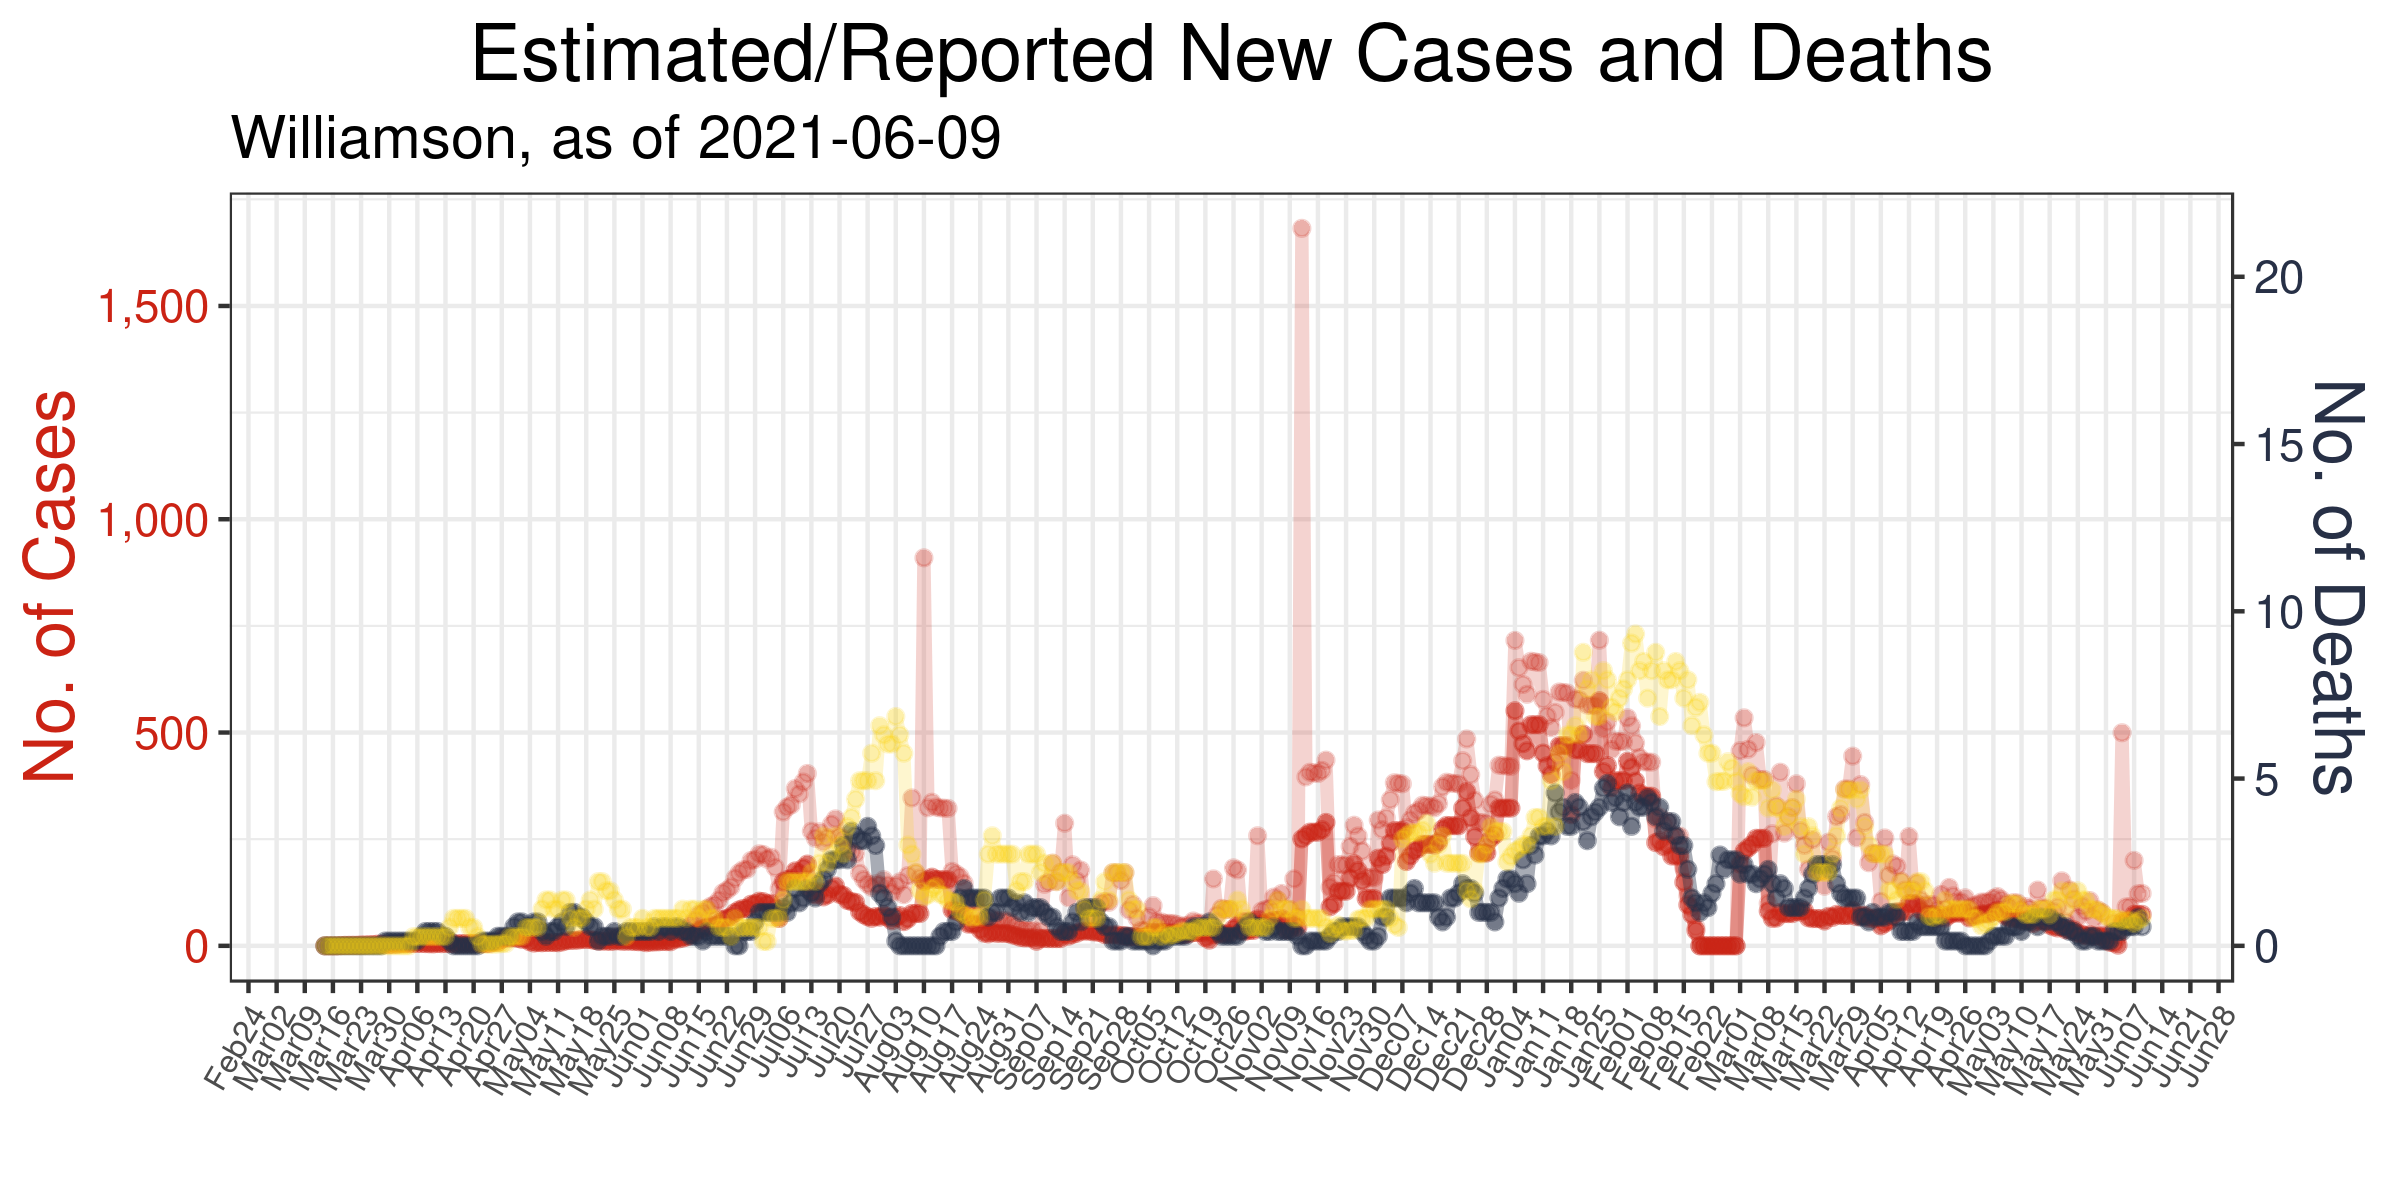 Estimated/Reported New Cases and Deaths
Williamson, as of 2021-06-09
No. of Cases
1,500
1,000
500
0
20
15
10
5
0
No. of Deaths
Feb24
Mar02
Mar09
Mar16
Mar23
Mar30
Apr06
Apr13
Apr20
Apr27
May04
May11
May18
May25
Jun01
Jun08
Jun15
Jun22
Jun29
Jul06
Jul13
Jul20
Jul27
Aug03
Aug10
Aug17
Aug24
Aug31
Sep07
Sep14
Sep21
Sep28
Oct05
Oct12
Oct19
Oct26
Nov02
Nov09
Nov16
Nov23
Nov30
Dec07
Dec14
Dec21
Dec28
Jan04
Jan11
Jan18
Jan25
Feb01
Feb08
Feb15
Feb22
Mar01
Mar08
Mar15
Mar22
Mar29
Apr05
Apr12
Apr19
Apr26
May03
May10
May17
May24
May31
Jun07
Jun14
Jun21
Jun28